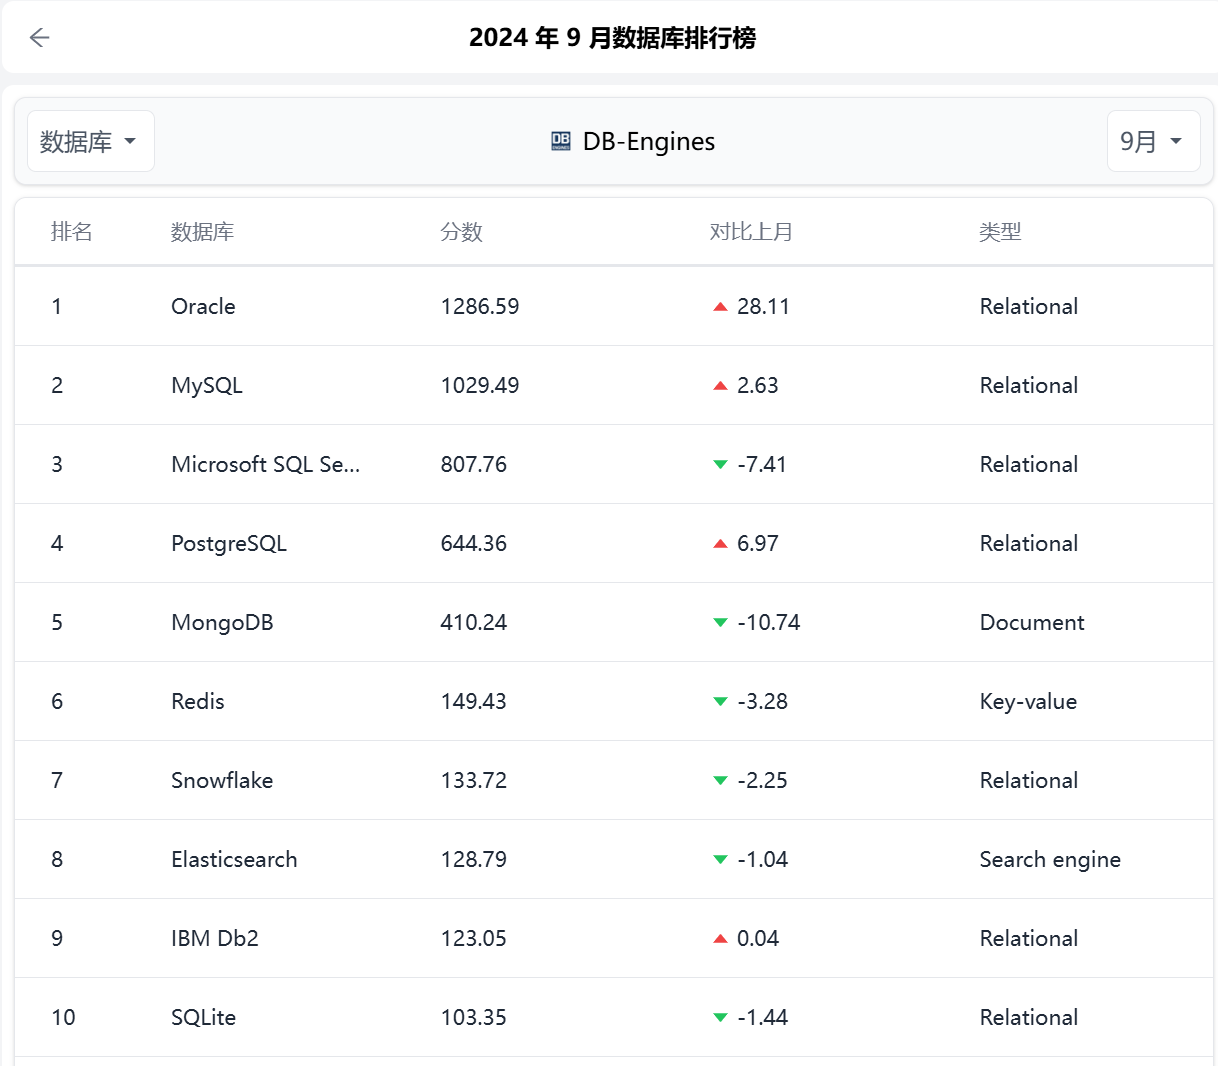 2024 年 9 月数据库排行榜
数据库 DB-Engines 9月
排名 数据库 分数 对比上月 类型
1 Oracle 1286.59 28.11 Relational
2 MySQL 1029.49 2.63 Relational
3 Microsoft SQL Se... 807.76 -7.41 Relational
4 PostgreSQL 644.36 6.97 Relational
5 MongoDB 410.24 -10.74 Document
6 Redis 149.43 -3.28 Key-value
7 Snowflake 133.72 -2.25 Relational
8 Elasticsearch 128.79 -1.04 Search engine
9 IBM Db2 123.05 0.04 Relational
10 SQLite 103.35 -1.44 Relational